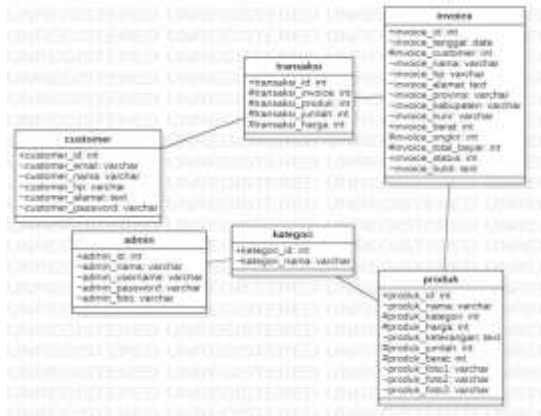 invoice
+invoice_id: int
-invoice_tanggal: date
#invoice_customer: int
-invoice_nama: varchar
-invoice_hp: varchar
-invoice_alamat: text
-invoice_provinsi: varchar
-invoice_kabupaten: varchar
-invoice_kurir: varchar
-invoice_berat: int
#invoice_ongkir: int
#invoice_total_bayar: int
-invoice_status: int
-invoice_bukti: text
transaksi
+transaksi_id: int
#transaksi_invoice: int
#transaksi_produk: int
#transaksi_jumlah: int
#transaksi_harga: int
customer
+customer_id: int
-customer_email: varchar
-customer_nama: varchar
-customer_hp: varchar
-customer_alamat: text
-customer_password: varchar
admin
+admin_id: int
-admin_nama: varchar
-admin_username: varchar
-admin_password: varchar
-admin_foto: varchar
kategori
+kategori_id: int
-kategori_nama: varchar
produk
+produk_id: int
-produk_nama: varchar
#produk_kategori: int
#produk_harga: int
-produk_keterangan: text
-produk_jumlah: int
#produk_berat: int
-produk_foto1: varchar
-produk_foto2: varchar
-produk_foto3: varchar
UNREGISTERED